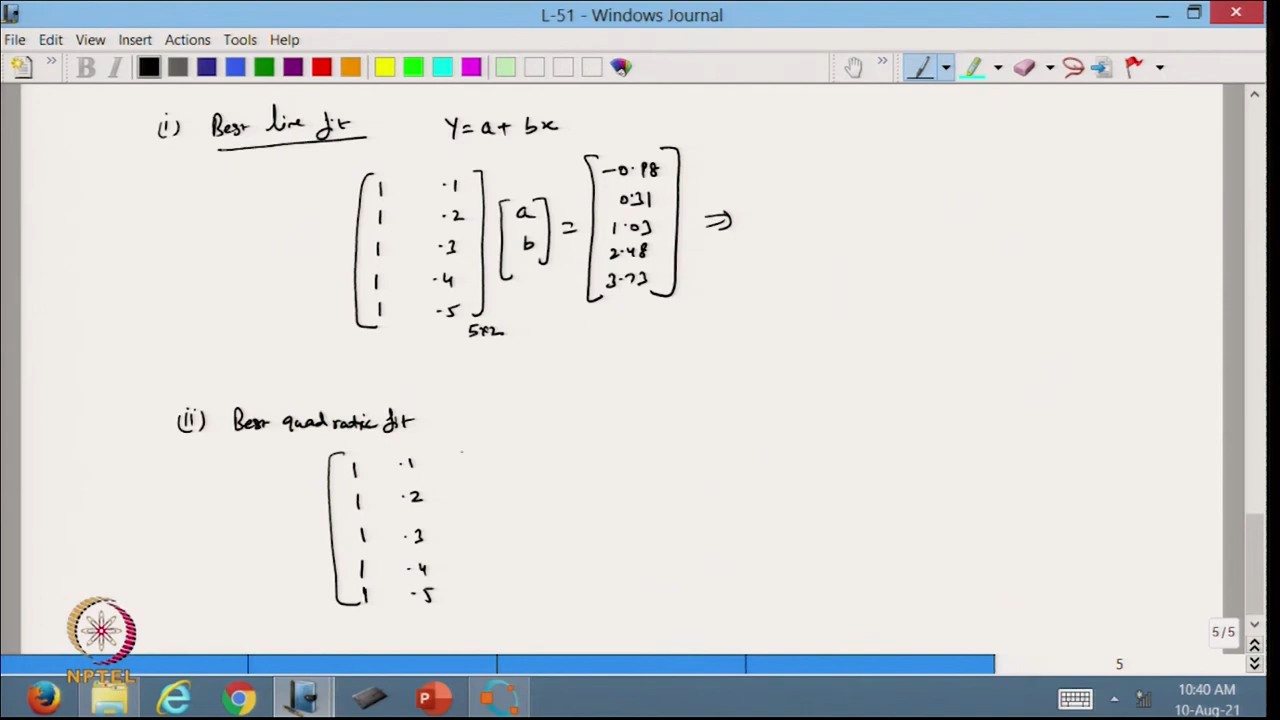 L-51 - Windows Journal
File Edit View Insert Actions Tools Help
(i) Best line fit Y = a + bx
1 .1
1 .2
1 .3
1 .4
1 .5
5×2
a
b
=
-0.18
0.31
1.03
2.48
3.73
⇒
(ii) Best quadratic fit
1 .1
1 .2
1 .3
1 .4
1 .5
NPTEL
5/5
5
10:40 AM
10-Aug-21